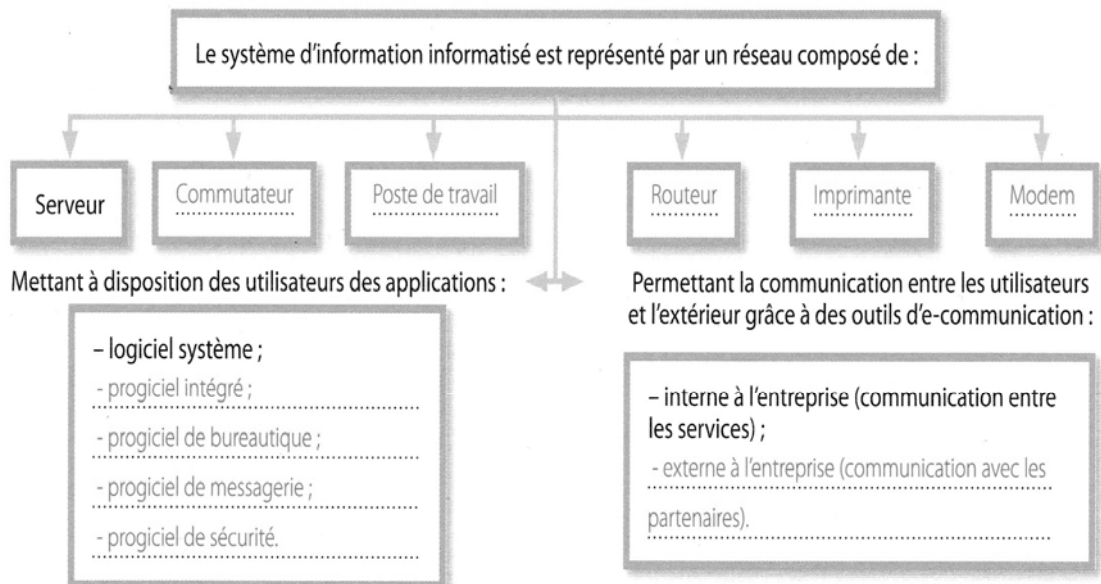 Le système d’information informatisé est représenté par un réseau composé de :
Serveur
Commutateur
Poste de travail
Routeur
Imprimante
Modem
Mettant à disposition des utilisateurs des applications :
– logiciel système ;
- progiciel intégré ;
- progiciel de bureautique ;
- progiciel de messagerie ;
- progiciel de sécurité.
Permettant la communication entre les utilisateurs
et l’extérieur grâce à des outils d’e-communication :
– interne à l’entreprise (communication entre
les services) ;
- externe à l’entreprise (communication avec les
partenaires).